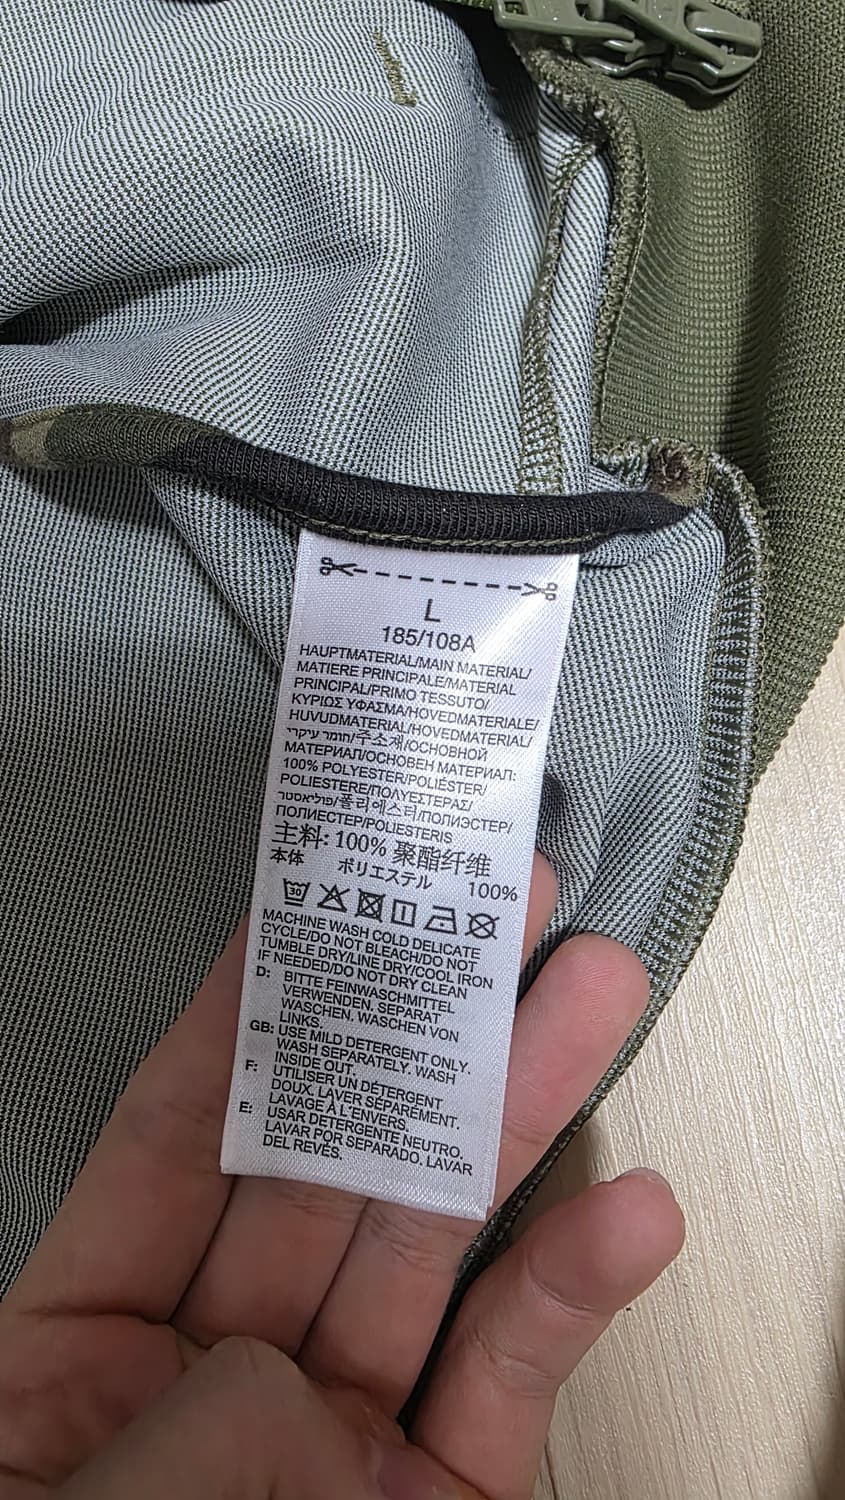 L
185/108A
HAUPTMATERIAL/MAIN MATERIAL/
MATIERE PRINCIPALE/MATERIAL
PRINCIPAL/PRIMO TESSUTO/
ΚΥΡΙΩΣ ΥΦΑΣΜΑ/HOVEDMATERIALE/
HUVUDMATERIAL/HOVEDMATERIAL/
חומר עיקרי/주소재/ОСНОВНОЙ
МАТЕРИАЛ/ОСНОВЕН МАТЕРИАЛ:
100% POLYESTER/POLIÉSTER/
POLIESTERE/ΠΟΛΥΕΣΤΕΡΑΣ/
פוליאסטר/폴리에스터/ПОЛИЭСТЕР/
ПОЛИЕСТЕР/POLIESTERIS
主料: 100% 聚酯纤维
本体 ポリエステル 100%
30
MACHINE WASH COLD DELICATE
CYCLE/DO NOT BLEACH/DO NOT
TUMBLE DRY/LINE DRY/COOL IRON
IF NEEDED/DO NOT DRY CLEAN
D: BITTE FEINWASCHMITTEL
VERWENDEN. SEPARAT
WASCHEN. WASCHEN VON
LINKS.
GB: USE MILD DETERGENT ONLY.
WASH SEPARATELY. WASH
INSIDE OUT.
F: UTILISER UN DÉTERGENT
DOUX. LAVER SÉPARÉMENT.
LAVAGE À L'ENVERS.
E: USAR DETERGENTE NEUTRO.
LAVAR POR SEPARADO. LAVAR
DEL REVÉS.